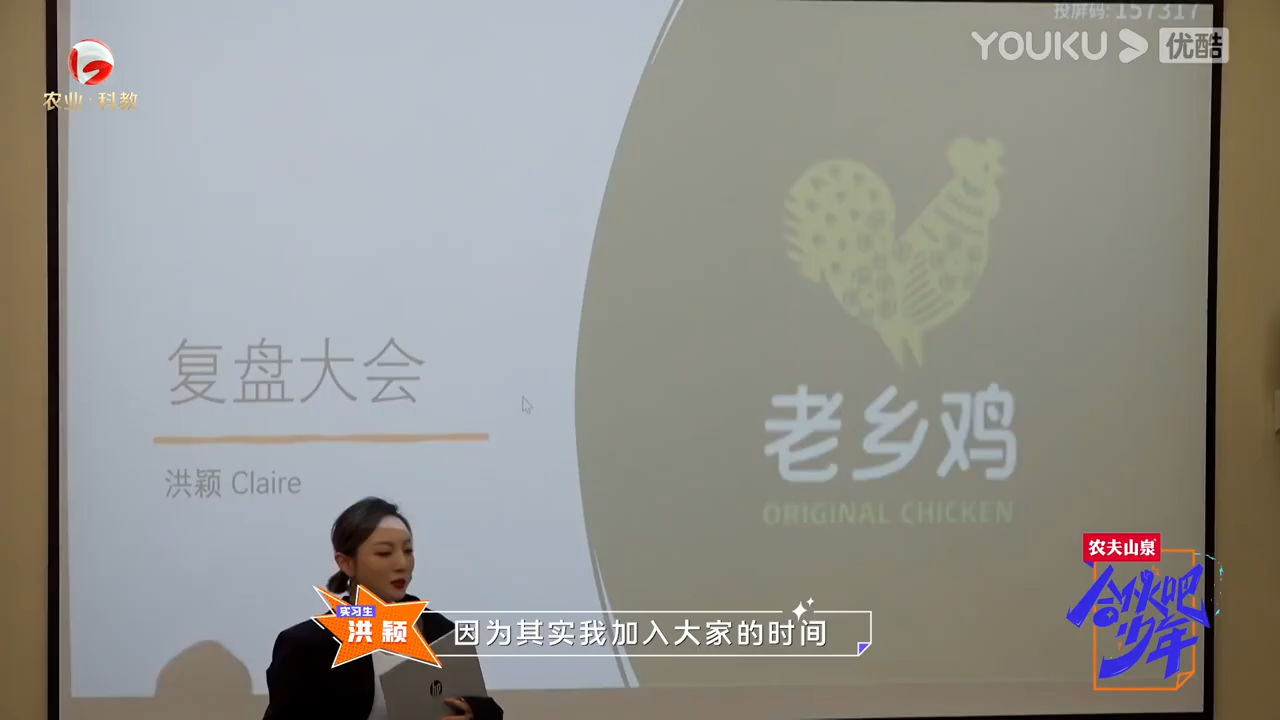 投屏码: 157317
YOUKU 优酷
农业·科教
复盘大会
洪颖 Claire
老乡鸡
ORIGINAL CHICKEN
农夫山泉
合伙吧
少年
实习生
洪颖
因为其实我加入大家的时间
hp